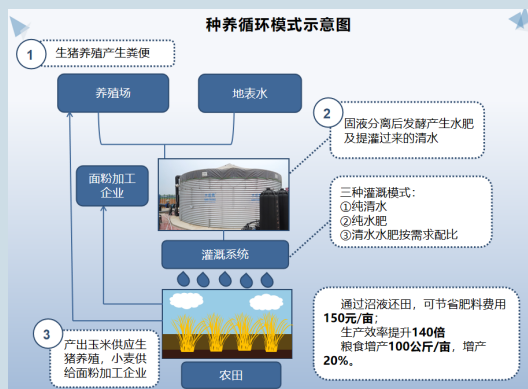 种养循环模式示意图
1
生猪养殖产生粪便
养殖场
地表水
2
固液分离后发酵产生水肥
及提灌过来的清水
面粉加工
企业
三种灌溉模式：
①纯清水
②纯水肥
③清水水肥按需求配比
灌溉系统
通过沼液还田，可节省肥料费用
150元/亩；
生产效率提升140倍
粮食增产100公斤/亩，增产
20%。
3
产出玉米供应生
猪养殖，小麦供
给面粉加工企业
农田